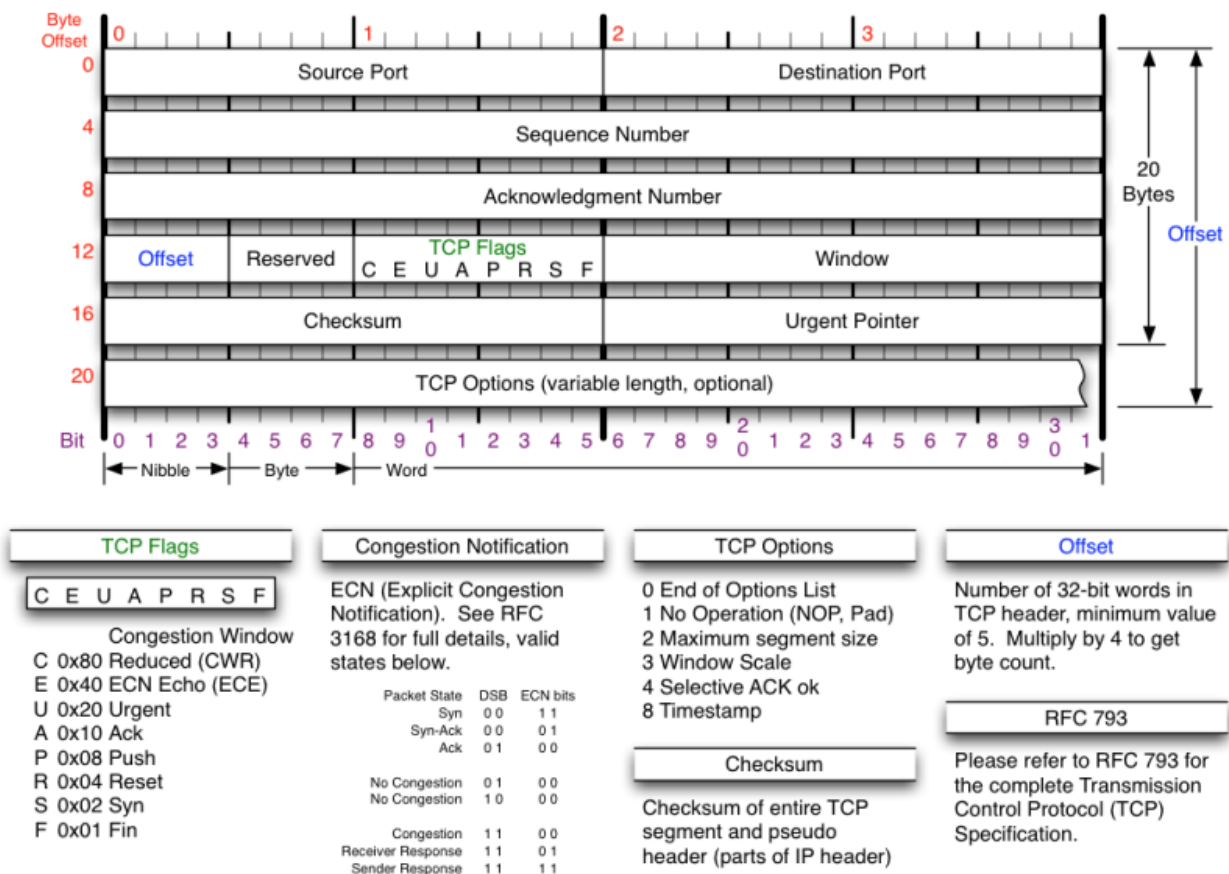 Byte
Offset
0 1 2 3
0 Source Port Destination Port
4 Sequence Number
8 Acknowledgment Number
20
Bytes
Offset
12 Offset Reserved TCP Flags Window
C E U A P R S F
16 Checksum Urgent Pointer
20 TCP Options (variable length, optional)
Bit 0 1 2 3 4 5 6 7 8 9 10 1 2 3 4 5 6 7 8 9 20 1 2 3 4 5 6 7 8 9 30 1
Nibble Byte Word
TCP Flags
C E U A P R S F
Congestion Window
C 0x80 Reduced (CWR)
E 0x40 ECN Echo (ECE)
U 0x20 Urgent
A 0x10 Ack
P 0x08 Push
R 0x04 Reset
S 0x02 Syn
F 0x01 Fin
Congestion Notification
ECN (Explicit Congestion
Notification). See RFC
3168 for full details, valid
states below.
Packet State DSB ECN bits
Syn 0 0 1 1
Syn-Ack 0 0 0 1
Ack 0 1 0 0
No Congestion 0 1 0 0
No Congestion 1 0 0 0
Congestion 1 1 0 0
Receiver Response 1 1 0 1
Sender Response 1 1 1 1
TCP Options
0 End of Options List
1 No Operation (NOP, Pad)
2 Maximum segment size
3 Window Scale
4 Selective ACK ok
8 Timestamp
Checksum
Checksum of entire TCP
segment and pseudo
header (parts of IP header)
Offset
Number of 32-bit words in
TCP header, minimum value
of 5. Multiply by 4 to get
byte count.
RFC 793
Please refer to RFC 793 for
the complete Transmission
Control Protocol (TCP)
Specification.